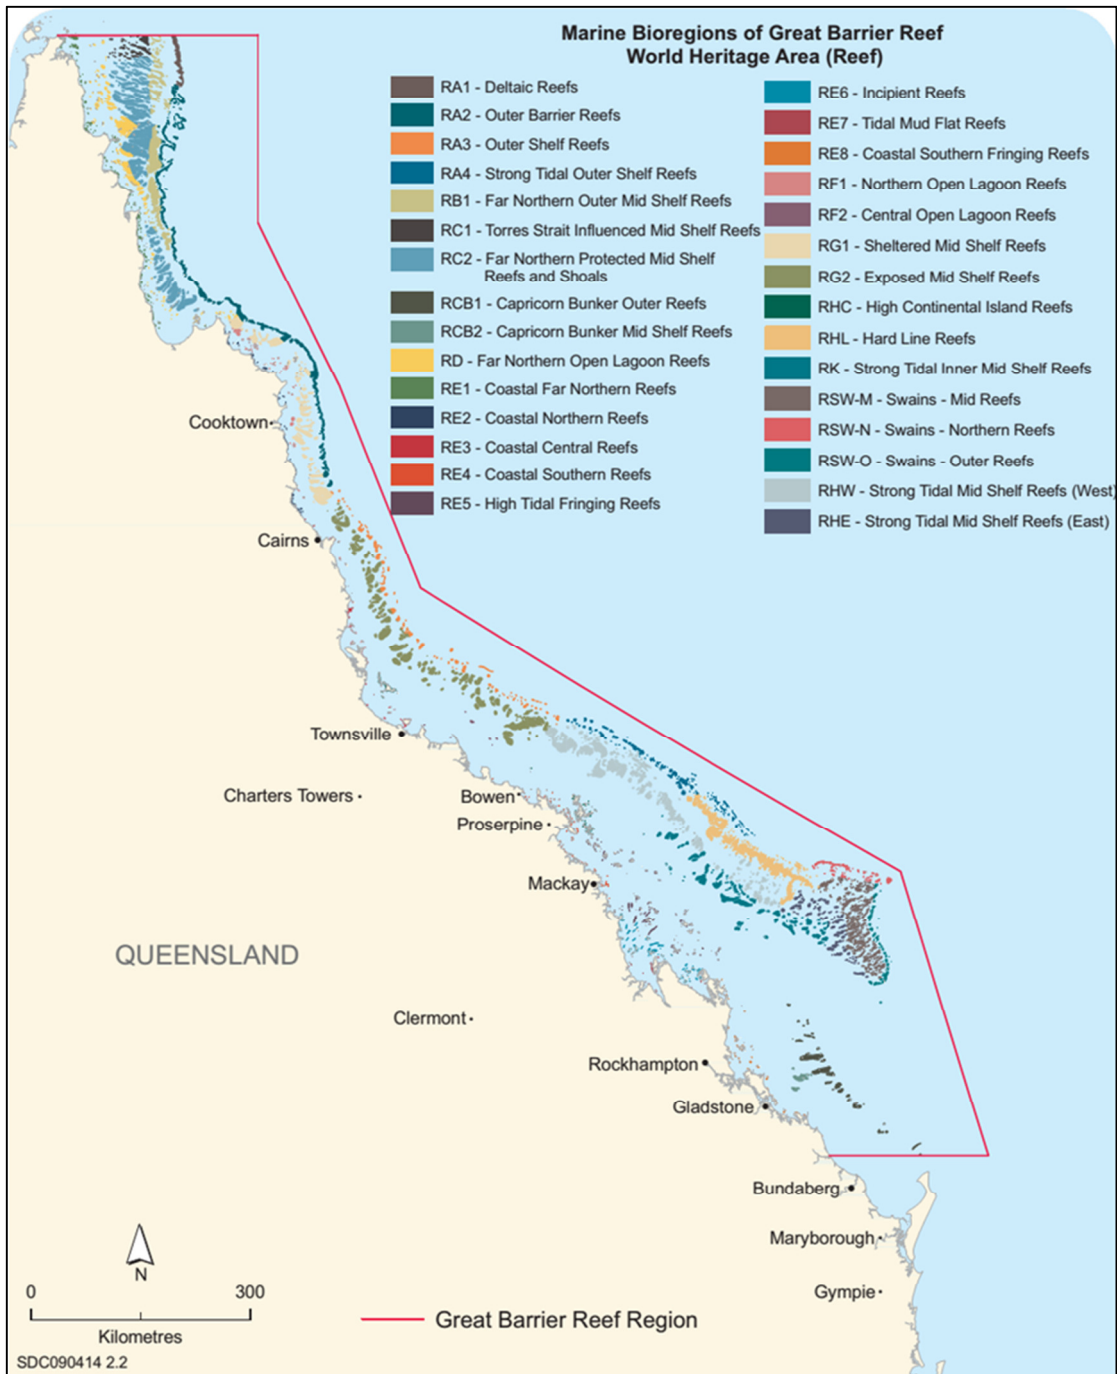 Marine Bioregions of Great Barrier Reef
World Heritage Area (Reef)
RA1 - Deltaic Reefs
RA2 - Outer Barrier Reefs
RA3 - Outer Shelf Reefs
RA4 - Strong Tidal Outer Shelf Reefs
RB1 - Far Northern Outer Mid Shelf Reefs
RC1 - Torres Strait Influenced Mid Shelf Reefs
RC2 - Far Northern Protected Mid Shelf
Reefs and Shoals
RCB1 - Capricorn Bunker Outer Reefs
RCB2 - Capricorn Bunker Mid Shelf Reefs
RD - Far Northern Open Lagoon Reefs
RE1 - Coastal Far Northern Reefs
RE2 - Coastal Northern Reefs
RE3 - Coastal Central Reefs
RE4 - Coastal Southern Reefs
RE5 - High Tidal Fringing Reefs
RE6 - Incipient Reefs
RE7 - Tidal Mud Flat Reefs
RE8 - Coastal Southern Fringing Reefs
RF1 - Northern Open Lagoon Reefs
RF2 - Central Open Lagoon Reefs
RG1 - Sheltered Mid Shelf Reefs
RG2 - Exposed Mid Shelf Reefs
RHC - High Continental Island Reefs
RHL - Hard Line Reefs
RK - Strong Tidal Inner Mid Shelf Reefs
RSW-M - Swains - Mid Reefs
RSW-N - Swains - Northern Reefs
RSW-O - Swains - Outer Reefs
RHW - Strong Tidal Mid Shelf Reefs (West)
RHE - Strong Tidal Mid Shelf Reefs (East)
Cooktown
Cairns
Townsville
Charters Towers
Bowen
Proserpine
Mackay
QUEENSLAND
Clermont
Rockhampton
Gladstone
Bundaberg
Maryborough
Gympie
N
0 300
Kilometres
Great Barrier Reef Region
SDC090414 2.2